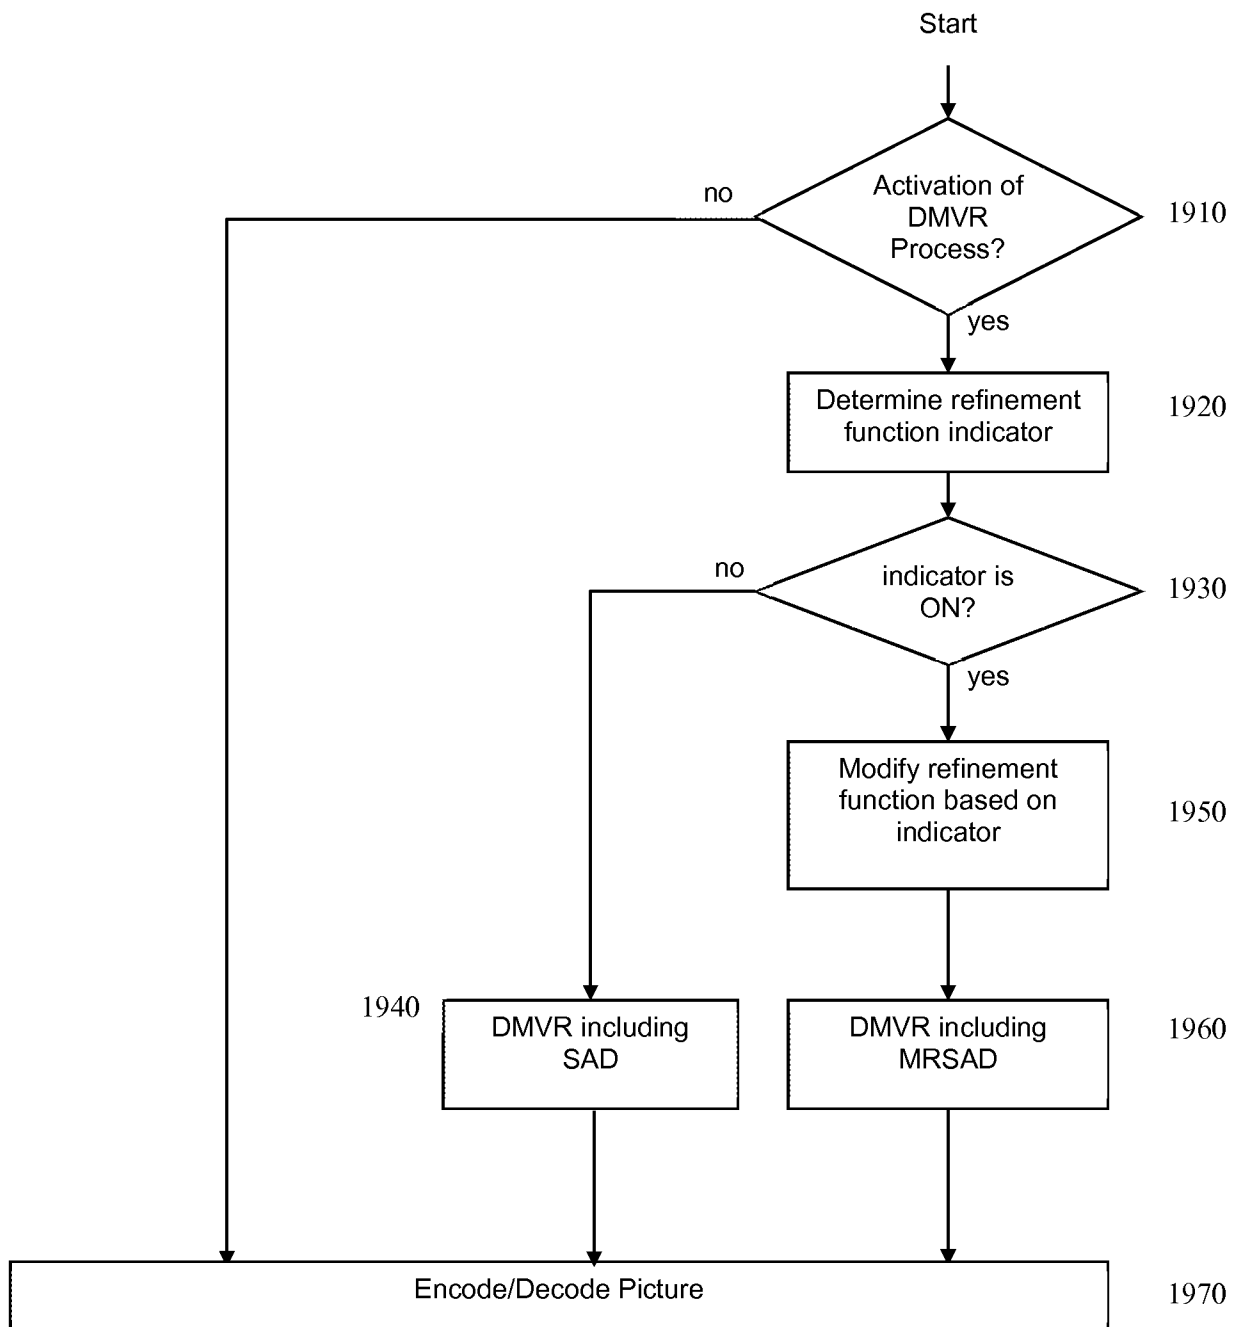 Start
Activation of
DMVR
Process?
1910
no
yes
Determine refinement
function indicator
1920
indicator is
ON?
1930
no
yes
Modify refinement
function based on
indicator
1950
1940
DMVR including
SAD
DMVR including
MRSAD
1960
Encode/Decode Picture
1970